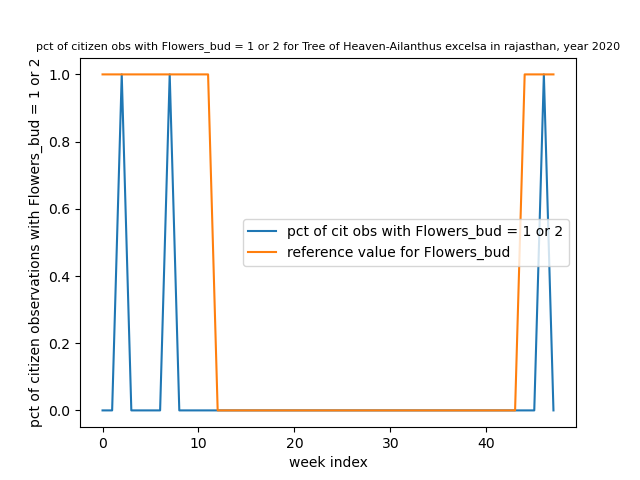 pct of citizen obs with Flowers_bud = 1 or 2 for Tree of Heaven-Ailanthus excelsa in rajasthan, year 2020
pct of citizen observations with Flowers_bud = 1 or 2
1.0
0.8
0.6
0.4
0.2
0.0
pct of cit obs with Flowers_bud = 1 or 2
reference value for Flowers_bud
0 10 20 30 40
week index